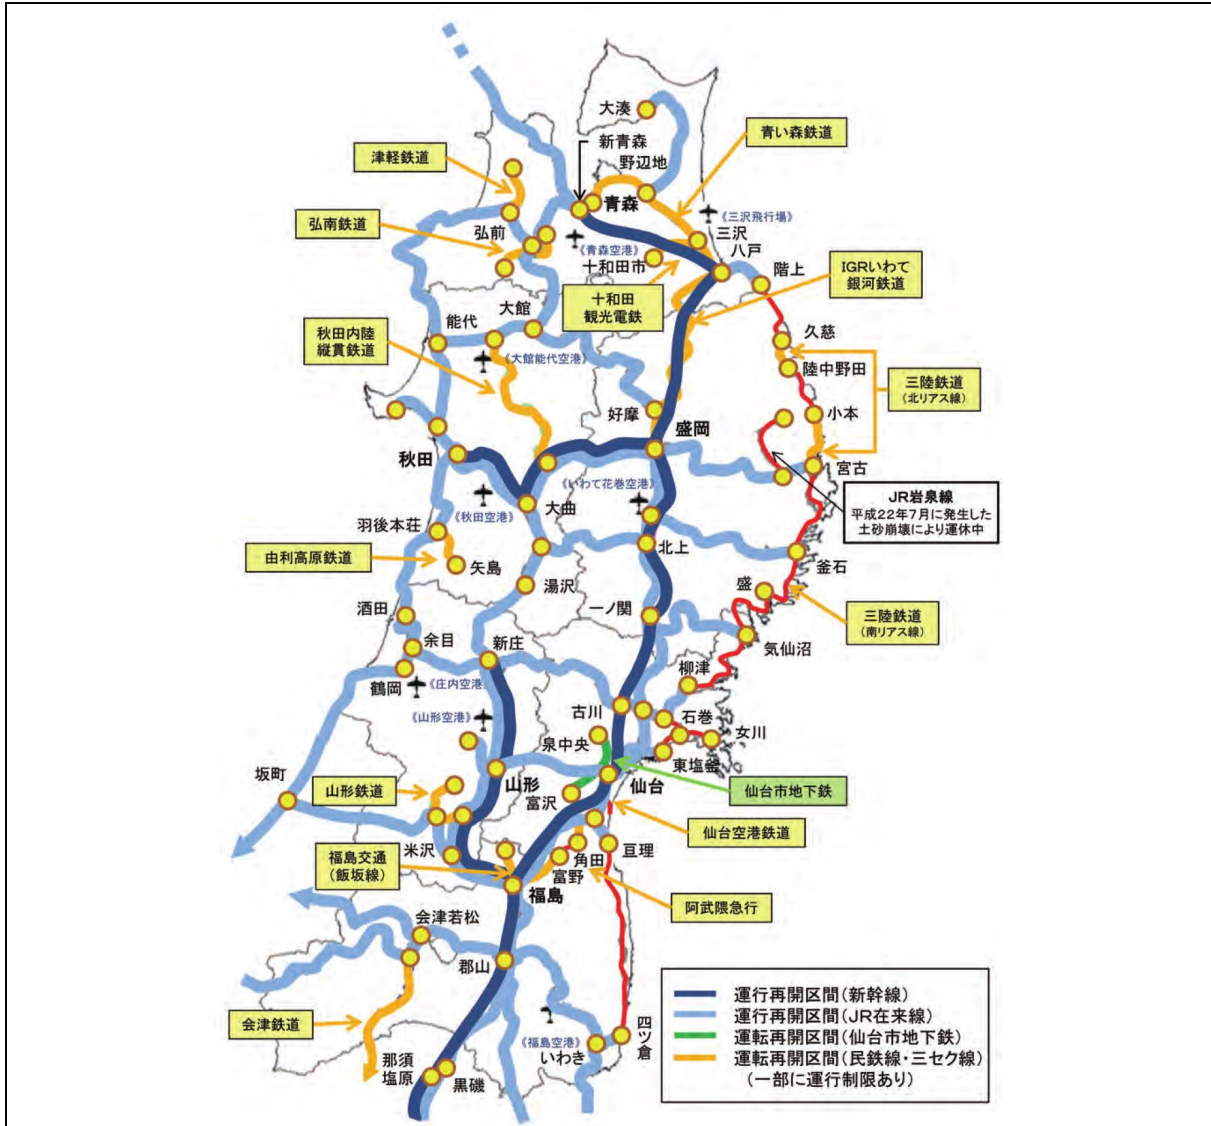 大湊
青い森鉄道
新青森
野辺地
津軽鉄道
青森
《三沢飛行場》
弘南鉄道
弘前
三沢
《青森空港》
八戸
十和田市
階上
IGRいわて
銀河鉄道
十和田
観光電鉄
大館
能代
秋田内陸
縦貫鉄道
久慈
《大館能代空港》
陸中野田
三陸鉄道
(北リアス線)
好摩
小本
盛岡
秋田
宮古
《いわて花巻空港》
JR岩泉線
平成22年7月に発生した
土砂崩壊により運休中
大曲
《秋田空港》
羽後本荘
北上
由利高原鉄道
矢島
釜石
湯沢
盛
酒田
一ノ関
三陸鉄道
(南リアス線)
余目
新庄
気仙沼
柳津
鶴岡
《庄内空港》
古川
《山形空港》
石巻
泉中央
女川
東塩釜
坂町
山形
仙台
山形鉄道
富沢
仙台市地下鉄
仙台空港鉄道
米沢
亘理
福島交通
(飯坂線)
角田
富野
福島
阿武隈急行
会津若松
郡山
運行再開区間(新幹線)
運行再開区間(JR在来線)
会津鉄道
四ツ倉
運転再開区間(仙台市地下鉄)
《福島空港》
いわき
運転再開区間(民鉄線・三セク線)
那須
塩原
黒磯
(一部に運行制限あり)